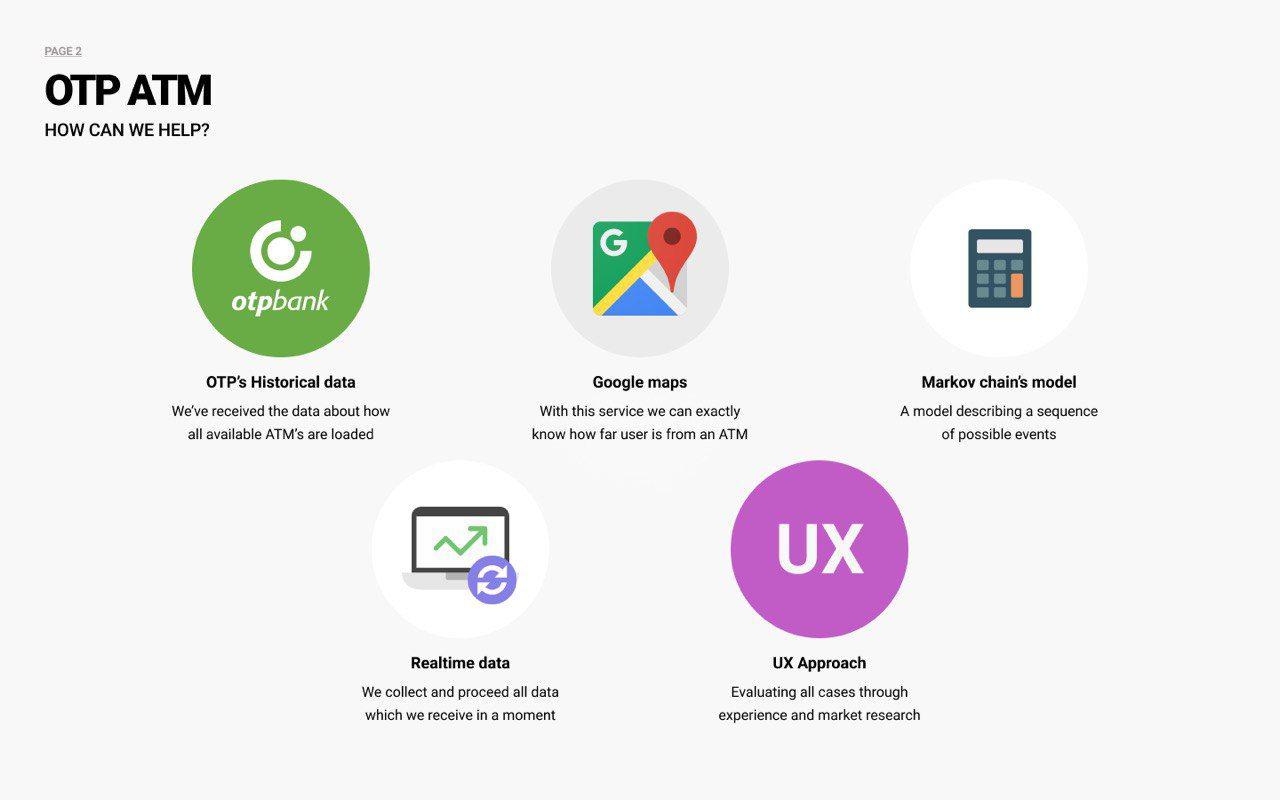 PAGE 2
OTP ATM
HOW CAN WE HELP?
otpbank
G
OTP’s Historical data
We’ve received the data about how
all available ATM’s are loaded
Google maps
With this service we can exactly
know how far user is from an ATM
Markov chain’s model
A model describing a sequence
of possible events
UX
Realtime data
We collect and proceed all data
which we receive in a moment
UX Approach
Evaluating all cases through
experience and market research